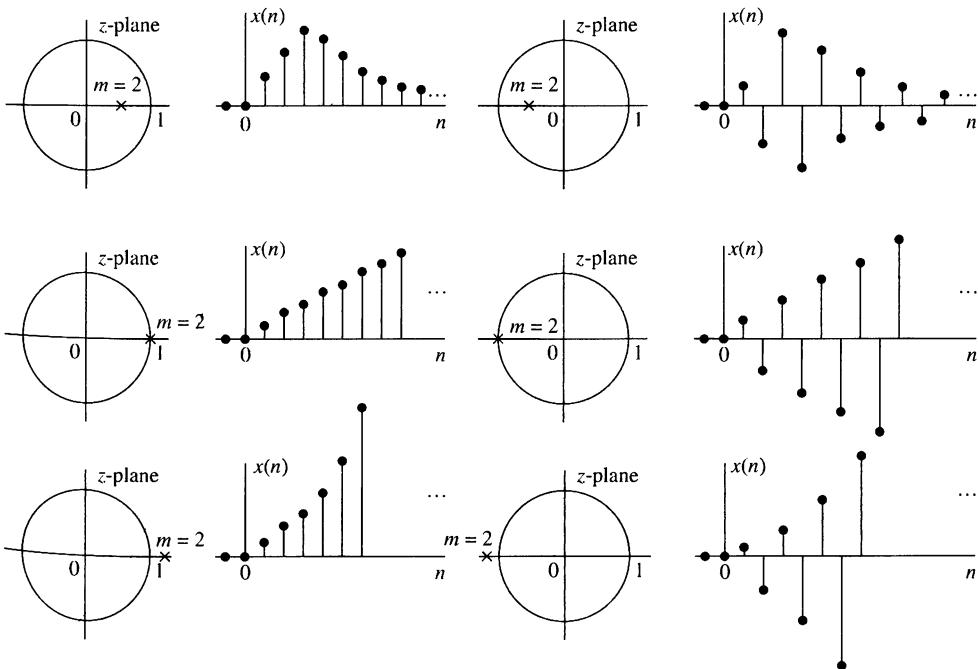 z-plane
x(n)
m = 2
0
1
0
n
...
z-plane
x(n)
m = 2
0
1
0
n
...
z-plane
x(n)
m = 2
0
1
0
n
...
z-plane
x(n)
m = 2
0
1
0
n
...
z-plane
x(n)
m = 2
0
1
0
n
...
z-plane
x(n)
m = 2
0
1
0
n
...